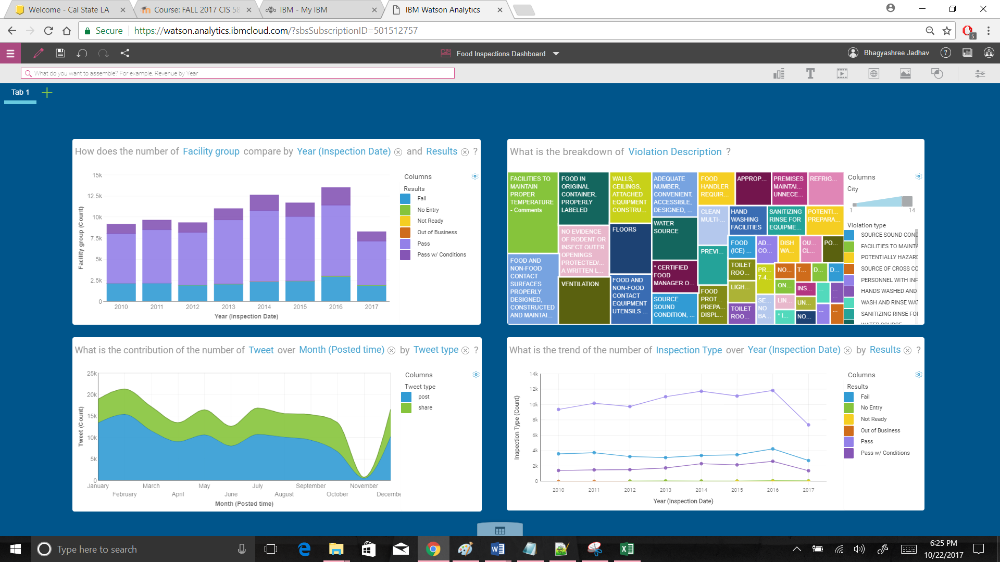 Welcome - Cal State LA
Course: FALL 2017 CIS 58
IBM - My IBM
IBM Watson Analytics
Secure
https://watson.analytics.ibmcloud.com/?sbsSubscriptionID=501512757
5
Food Inspections Dashboard
Bhagyashree Jadhav
What do you want to assemble? For example, Revenue by Year
Tab 1
How does the number of Facility group compare by Year (Inspection Date) and Results ?
15k
12.5k
10k
7.5k
5k
2.5k
0
Facility group (Count)
2010 2011 2012 2013 2014 2015 2016 2017
Year (Inspection Date)
Columns
Results
Fail
No Entry
Not Ready
Out of Business
Pass
Pass w/ Conditions
What is the breakdown of Violation Description ?
FACILITIES TO
MAINTAIN
PROPER
TEMPERATURE
- Comments
FOOD AND
NON-FOOD
CONTACT
SURFACES
PROPERLY
DESIGNED,
CONSTRUCTED
AND MAINTAI...
FOOD IN
ORIGINAL
CONTAINER,
PROPERLY
LABELED
NO EVIDENCE
OF RODENT OR
INSECT OUTER
OPENINGS
PROTECTED/...
A WRITTEN L...
VENTILATION
WALLS,
CEILINGS,
ATTACHED
EQUIPMENT
CONSTRU...
FLOORS
FOOD AND
NON-FOOD
CONTACT
EQUIPMENT
UTENSILS ...
ADEQUATE
NUMBER,
CONVENIENT,
ACCESSIBLE,
DESIGNED, ...
WATER
SOURCE
* CERTIFIED
FOOD
MANAGER O...
SOURCE
SOUND
CONDITION, ...
FOOD
HANDLER
REQUIR...
CLEAN
MULTI-...
PREVI...
FOOD
PROT...
PREPA...
DISPL...
APPROP...
PREMISES
MAINTAI...
UNNECE...
REFRIG...
HAND
WASHING
FACILITIES
SANITIZING
RINSE FOR
EQUIPME...
POTENTI...
PREPARA...
FOOD
(ICE) ...
AD...
CO...
DISH
WA...
OU...
CL...
PO...
TOILET
ROO...
PR...
7-4...
NO...
T...
D...
D...
LIGH...
ON...
INS...
...
...
TOILET
ROO...
SE...
NO
BA...
LIN...
UN...
* I...
NO...
...
...
Columns
City
1 14
Violation type
SOURCE SOUND COND
FACILITIES TO MAINTA
POTENTIALLY HAZARD
SOURCE OF CROSS CO
PERSONNEL WITH INF
HANDS WASHED AND
WASH AND RINSE WAT
SANITIZING RINSE FOR
WATER SOURCE
What is the contribution of the number of Tweet over Month (Posted time) by Tweet type ?
25k
20k
15k
10k
5k
0
Tweet (Count)
January February March April May June July August September October November Decembe
Month (Posted time)
Columns
Tweet type
post
share
What is the trend of the number of Inspection Type over Year (Inspection Date) by Results ?
14k
12k
10k
8k
6k
4k
2k
0
Inspection Type (Count)
2010 2011 2012 2013 2014 2015 2016 2017
Year (Inspection Date)
Columns
Results
Fail
No Entry
Not Ready
Out of Business
Pass
Pass w/ Conditions
Type here to search
6:25 PM
10/22/2017